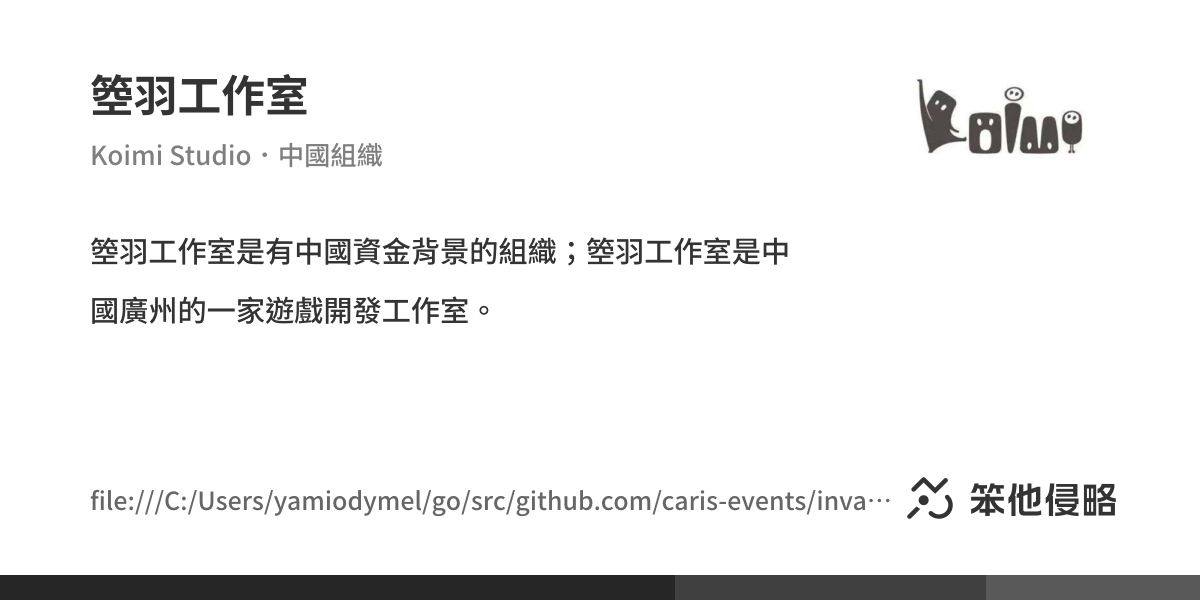 箜羽工作室
Koimi
Koimi Studio・中國組織
箜羽工作室是有中國資金背景的組織；箜羽工作室是中
國廣州的一家遊戲開發工作室。
file:///C:/Users/yamiodymel/go/src/github.com/caris-events/inva…
笨他侵略